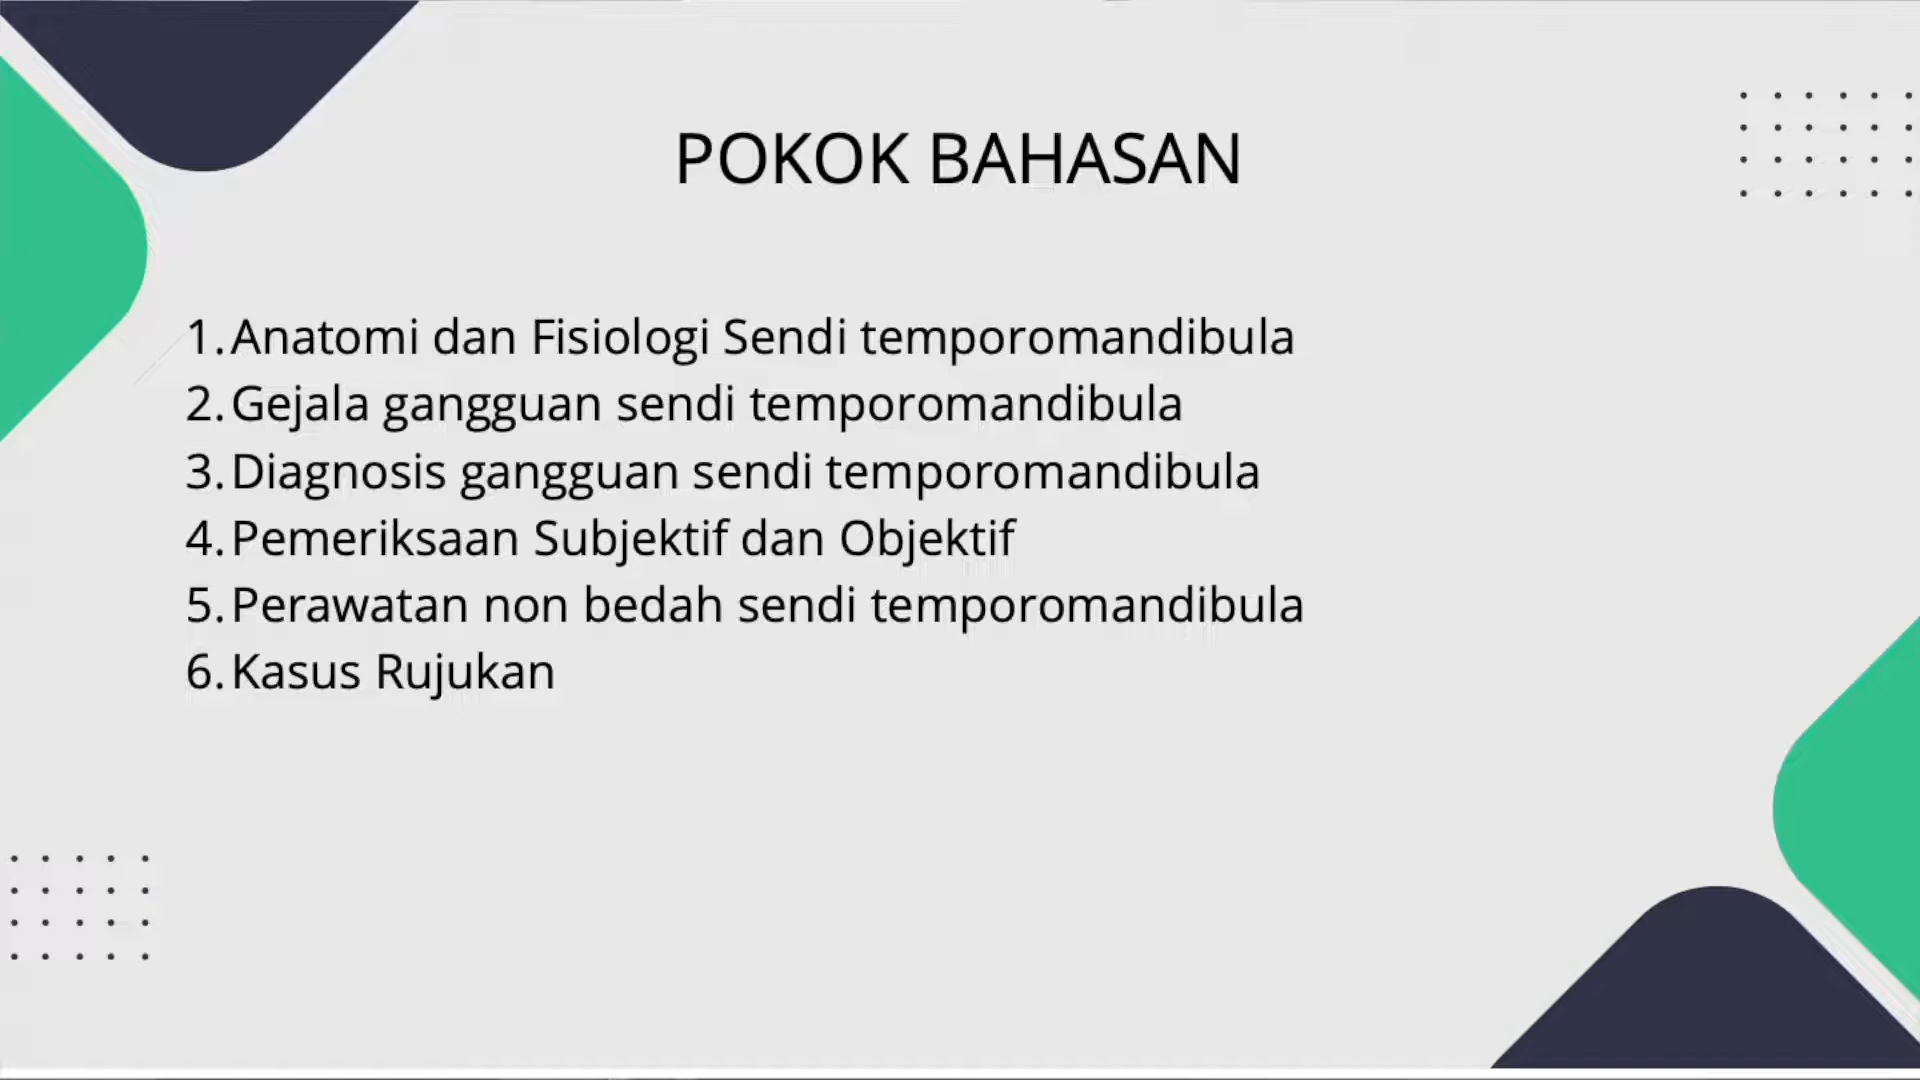 POKOK BAHASAN
1. Anatomi dan Fisiologi Sendi temporomandibula
2. Gejala gangguan sendi temporomandibula
3. Diagnosis gangguan sendi temporomandibula
4. Pemeriksaan Subjektif dan Objektif
5. Perawatan non bedah sendi temporomandibula
6. Kasus Rujukan